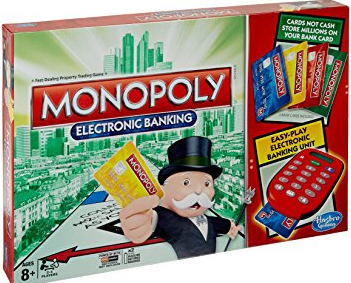 • Fast-Dealing Property Trading Game •
MONOPOLY
ELECTRONIC BANKING
CARDS NOT CASH
STORE MILLIONS ON
YOUR BANK CARD
EASY-PLAY
ELECTRONIC
BANKING UNIT
MONOPOLY
Hasbro
Gaming
AGES
8+
PLAYERS